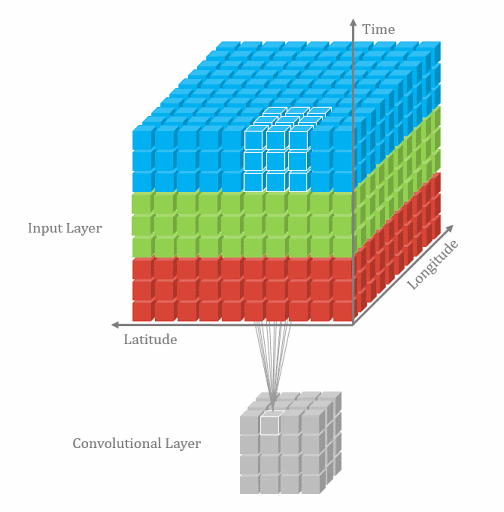 Time
Input Layer
Longitude
Latitude
Convolutional Layer